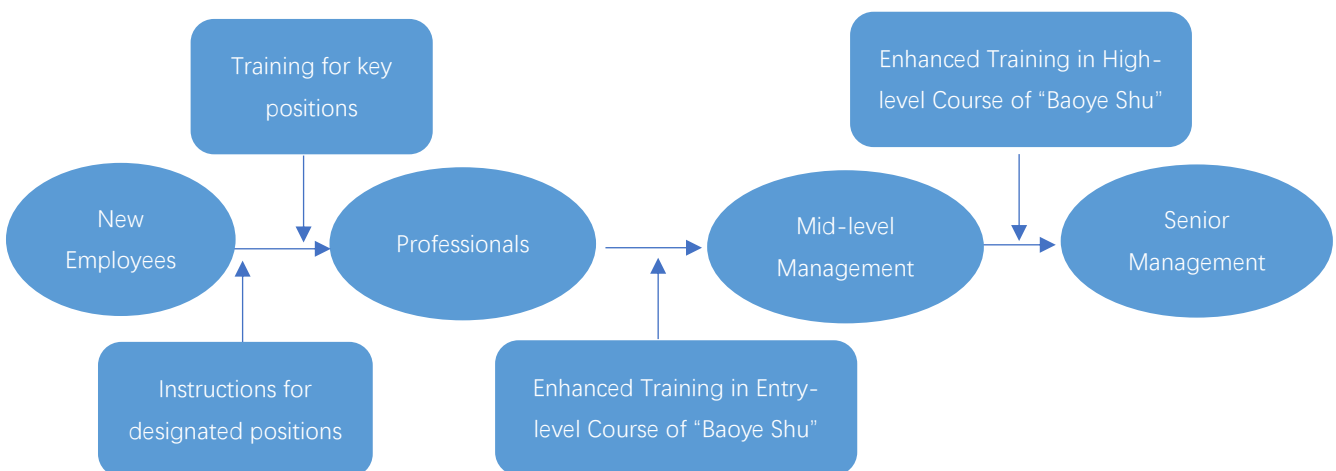 Training for key
positions
Enhanced Training in High-
level Course of “Baoye Shu”
New
Employees
Professionals
Mid-level
Management
Senior
Management
Instructions for
designated positions
Enhanced Training in Entry-
level Course of “Baoye Shu”